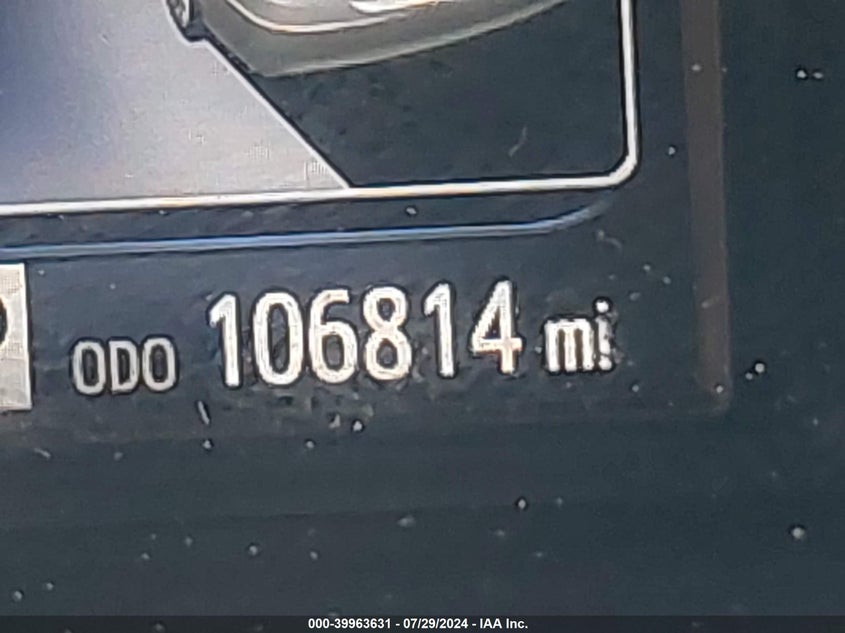 ODO 106814 mi
000-39963631 - 07/29/2024 - IAA Inc.